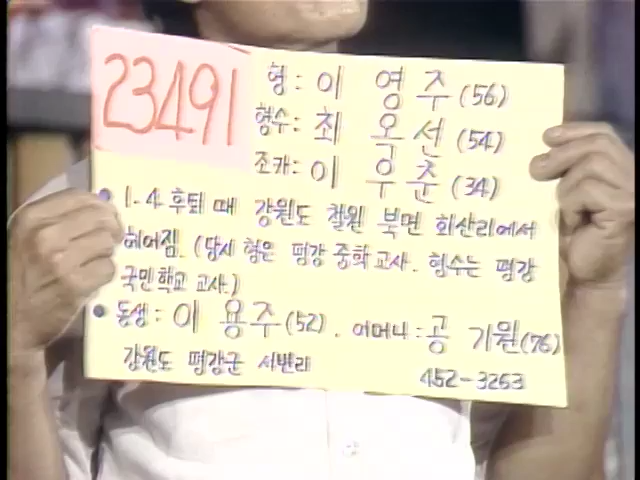 23491
형: 이 영주 (56)
형수: 최 옥선 (54)
조카: 이 우춘 (34)
• 1.4 후퇴 때 강원도 철원 북면 회산리에서
헤어짐. (당시 형은 평강 중학교사. 형수는 평강
국민학교 교사.)
• 동생: 이 용주 (52). 어머니: 공 기원 (76)
강원도 평강군 서변리
452-3263